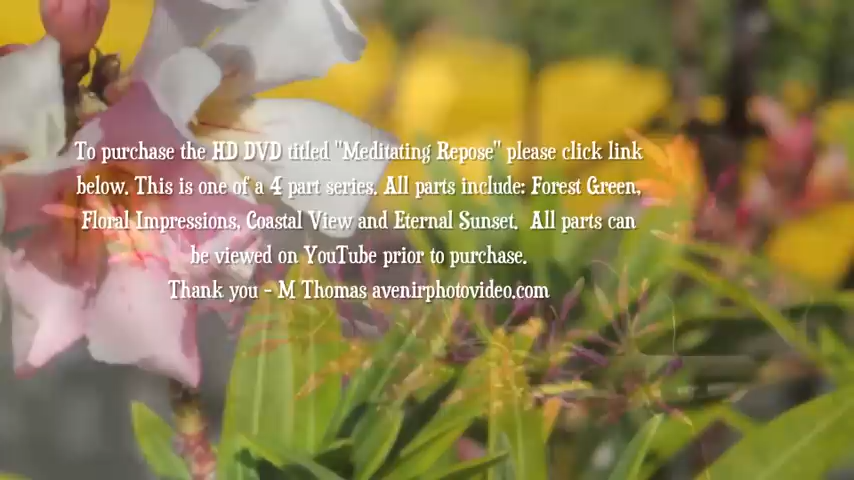 To purchase the HD DVD titled "Meditating Repose" please click link
below. This is one of a 4 part series. All parts include: Forest Green,
Floral Impressions, Coastal View and Eternal Sunset. All parts can
be viewed on YouTube prior to purchase.
Thank you - M Thomas avenirphotovideo.com